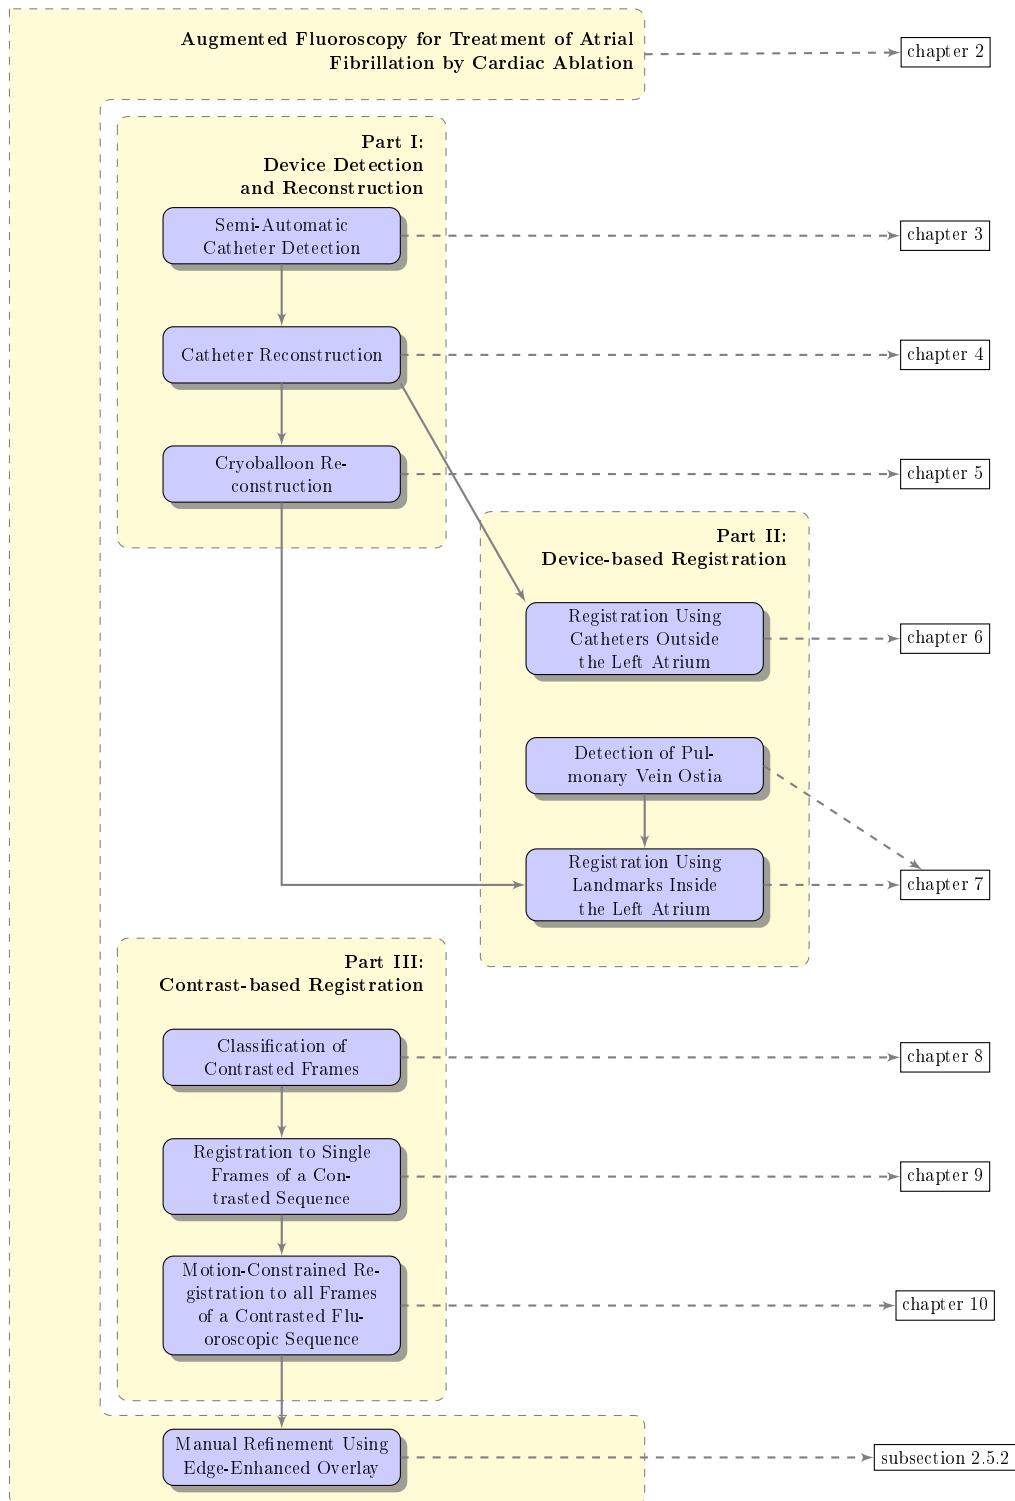 Augmented Fluoroscopy for Treatment of Atrial
Fibrillation by Cardiac Ablation
chapter 2
Part I:
Device Detection
and Reconstruction
Semi-Automatic
Catheter Detection
chapter 3
Catheter Reconstruction
chapter 4
Cryoballoon Re-
construction
chapter 5
Part II:
Device-based Registration
Registration Using
Catheters Outside
the Left Atrium
chapter 6
Detection of Pul-
monary Vein Ostia
Registration Using
Landmarks Inside
the Left Atrium
chapter 7
Part III:
Contrast-based Registration
Classification of
Contrasted Frames
chapter 8
Registration to Single
Frames of a Con-
trasted Sequence
chapter 9
Motion-Constrained Re-
gistration to all Frames
of a Contrasted Flu-
oroscopic Sequence
chapter 10
Manual Refinement Using
Edge-Enhanced Overlay
subsection 2.5.2